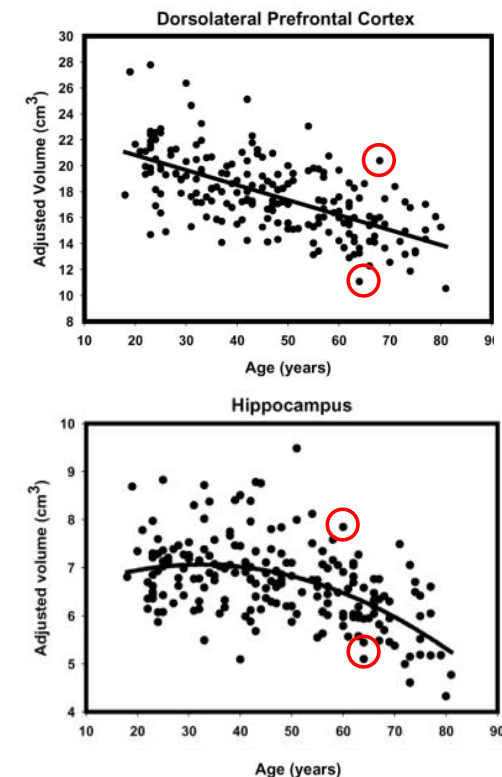 Dorsolateral Prefrontal Cortex
Adjusted Volume (cm³)
30
28
26
24
22
20
18
16
14
12
10
8
10 20 30 40 50 60 70 80 90
Age (years)
Hippocampus
Adjusted volume (cm³)
10
9
8
7
6
5
4
10 20 30 40 50 60 70 80 90
Age (years)